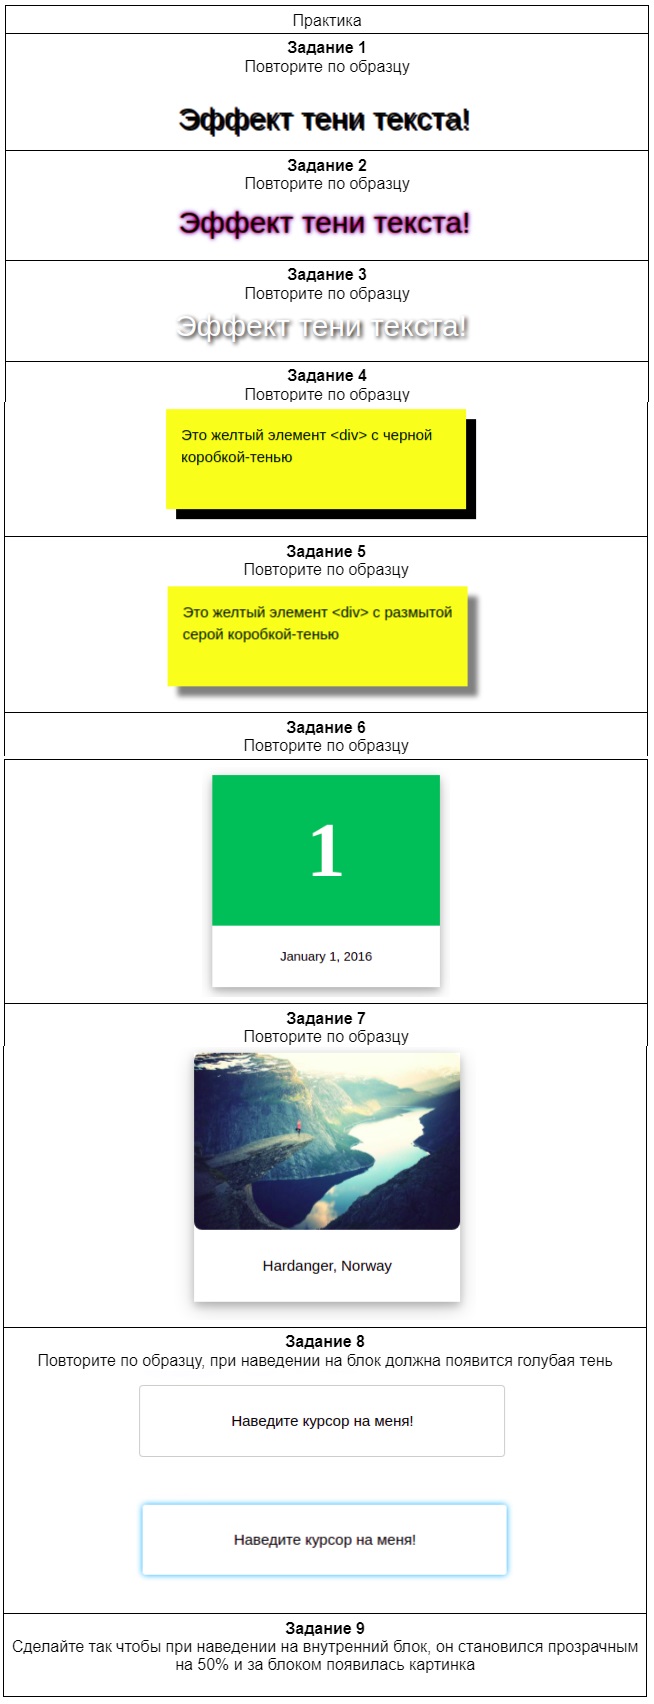 Практика
Задание 1
Повторите по образцу
Эффект тени текста!
Задание 2
Повторите по образцу
Эффект тени текста!
Задание 3
Повторите по образцу
Эффект тени текста!
Задание 4
Повторите по образцу
Это желтый элемент <div> с черной
коробкой-тенью
Задание 5
Повторите по образцу
Это желтый элемент <div> с размытой
серой коробкой-тенью
Задание 6
Повторите по образцу
1
January 1, 2016
Задание 7
Повторите по образцу
Hardanger, Norway
Задание 8
Повторите по образцу, при наведении на блок должна появится голубая тень
Наведите курсор на меня!
Наведите курсор на меня!
Задание 9
Сделайте так чтобы при наведении на внутренний блок, он становился прозрачным
на 50% и за блоком появилась картинка